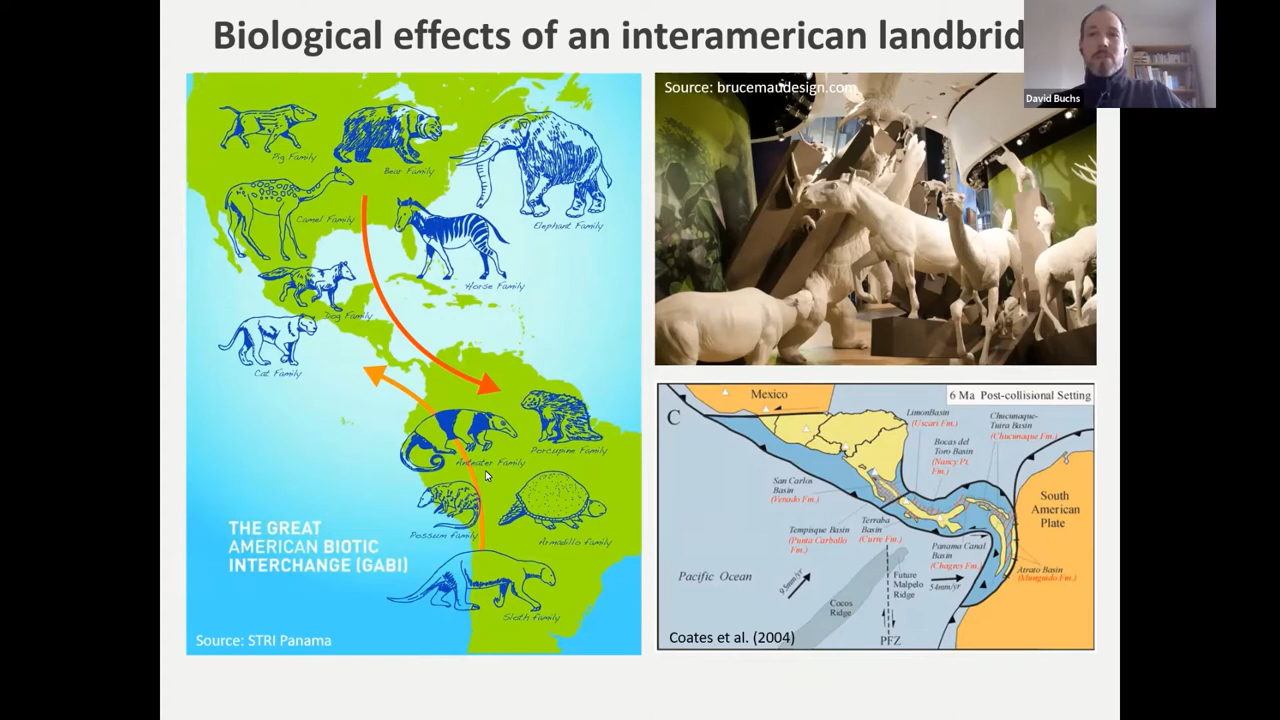 Biological effects of an interamerican landbrid
David Buchs
Pig Family
Bear Family
Camel Family
Elephant Family
Horse Family
Dog Family
Cat Family
Porcupine Family
Anteater Family
Possum family
Armadillo family
Sloth family
THE GREAT
AMERICAN BIOTIC
INTERCHANGE (GABI)
Source: STRI Panama
Source: brucemaudesign.com
C
Mexico
6 Ma Post-collisional Setting
Limon Basin
(Uscari Fm.)
Chucunaque-
Tuira Basin
(Chucunaque Fm.)
Bocas del
Toro Basin
(Nancy Pt.
Fm.)
San Carlos
Basin
(Venado Fm.)
South
American
Plate
Tempisque Basin
(Punta Carballo
Fm.)
Terraba
Basin
(Curre Fm.)
Panama Canal
Basin
(Chagres Fm.)
Atrato Basin
(Munguido Fm.)
Pacific Ocean
95mm/yr
Future
Malpelo
Ridge
54mm/yr
Cocos
Ridge
PFZ
Coates et al. (2004)